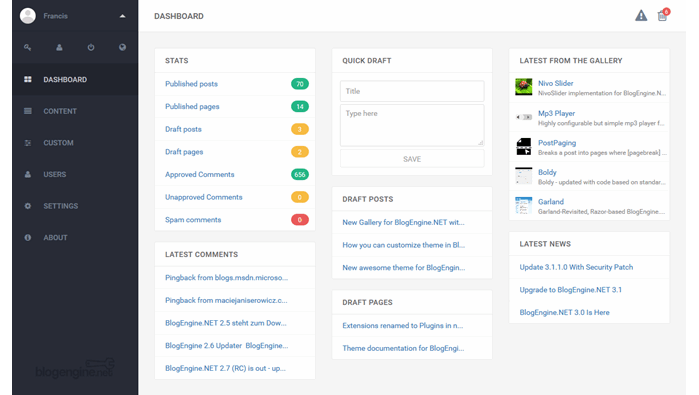 Francis
DASHBOARD
CONTENT
CUSTOM
USERS
SETTINGS
ABOUT
blogengine.net
DASHBOARD
0
STATS
Published posts 70
Published pages 14
Draft posts 3
Draft pages 2
Approved Comments 656
Unapproved Comments 0
Spam comments 0
LATEST COMMENTS
Pingback from blogs.msdn.microso...
Pingback from maciejaniserowicz.c...
BlogEngine.NET 2.5 steht zum Dow...
BlogEngine 2.6 Updater BlogEngine...
BlogEngine.NET 2.7 (RC) is out - up...
QUICK DRAFT
Title
Type here
SAVE
DRAFT POSTS
New Gallery for BlogEngine.NET wit...
How you can customize theme in Bl...
New awesome theme for BlogEngin...
DRAFT PAGES
Extensions renamed to Plugins in n...
Theme documentation for BlogEngi...
LATEST FROM THE GALLERY
Nivo Slider
NivoSlider implementation for BlogEngine.N...
Mp3 Player
Highly configurable but simple mp3 player f...
PostPaging
Breaks a post into pages where [pagebreak] ...
Boldy
Boldy - updated with code based on standar...
Garland
Garland-Revisited, Razor-based BlogEngine....
LATEST NEWS
Update 3.1.1.0 With Security Patch
Upgrade to BlogEngine.NET 3.1
BlogEngine.NET 3.0 Is Here